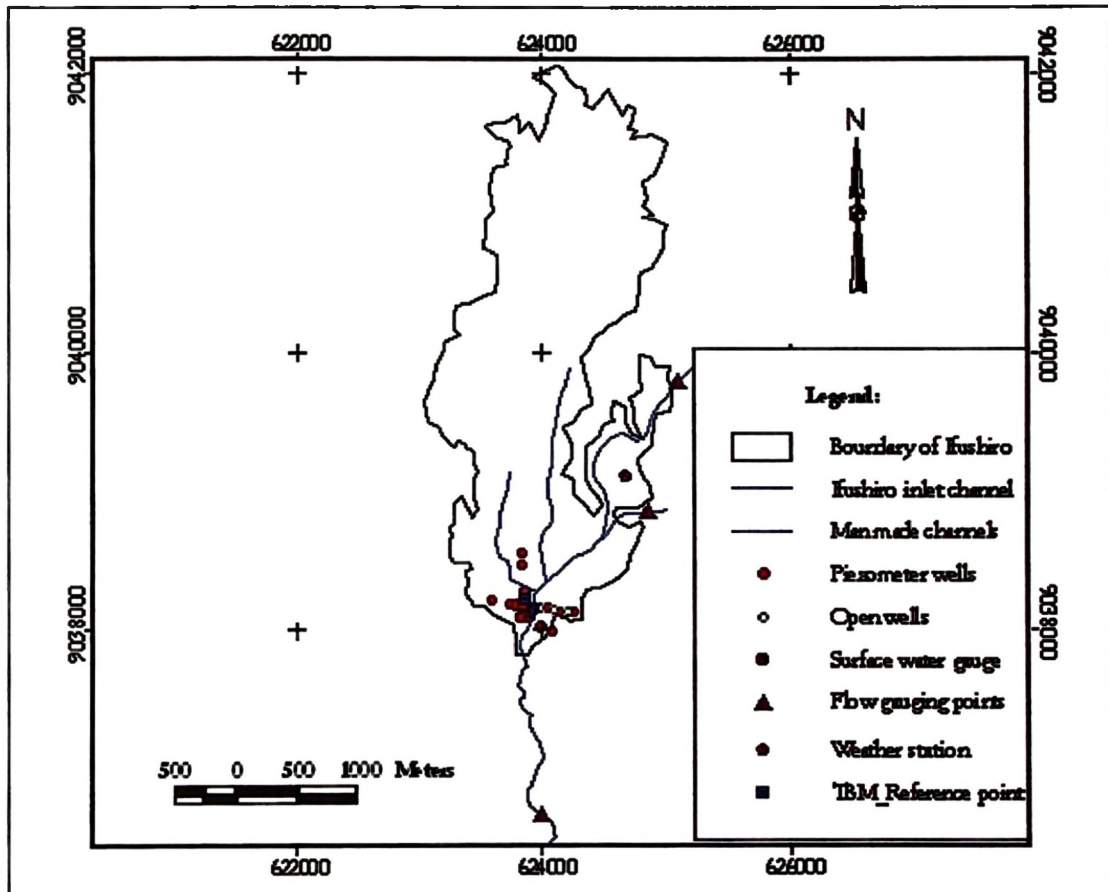 622000 624000 626000
9042000 9042000
N
9040000 9040000
Legend:
Boundary of Ifushiro
Ifushiro inlet channel
Manmade channels
Piezometer wells
Open wells
Surface water gauge
Flow gauging points
Weather station
TBM_Reference point
9038000 9038000
500 0 500 1000 Meters
622000 624000 626000